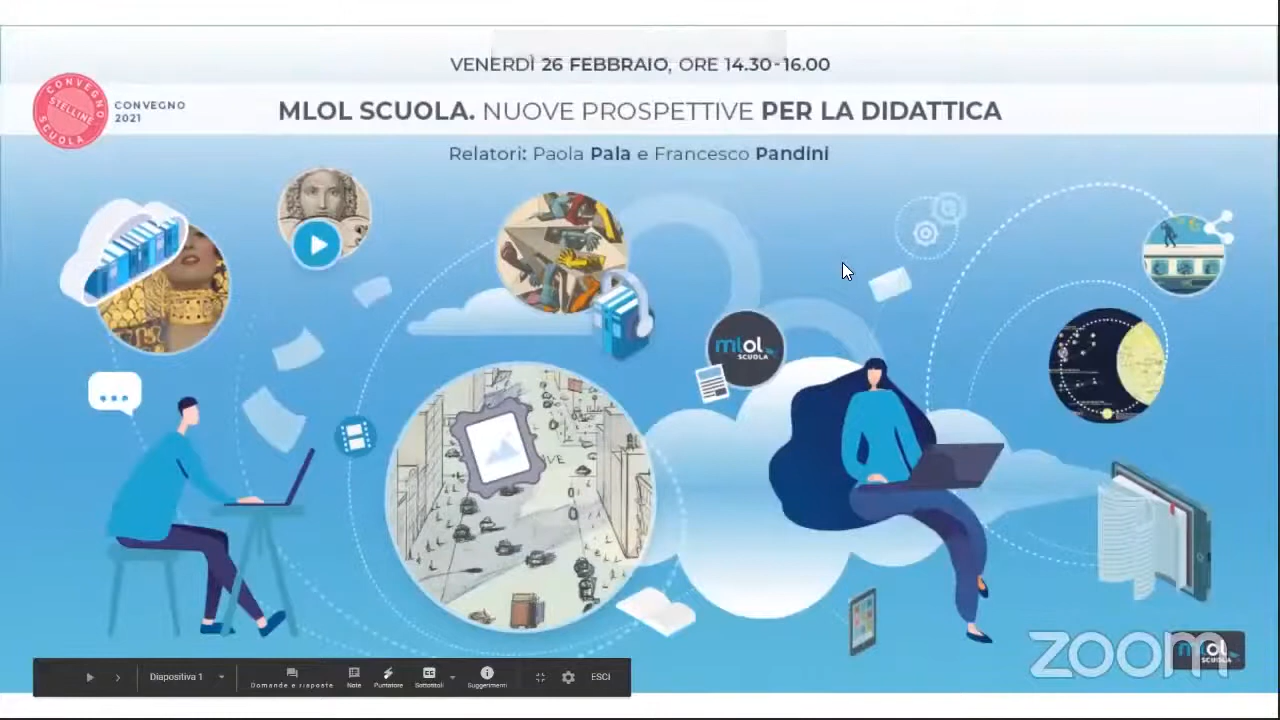 VENERDÌ 26 FEBBRAIO, ORE 14.30-16.00
CONVEGNO STELLINE SCUOLA
CONVEGNO
2021
MLOL SCUOLA. NUOVE PROSPETTIVE PER LA DIDATTICA
Relatori: Paola Pala e Francesco Pandini
mlol
SCUOLA
Diapositiva 1
Domande e risposte
Note
Puntatore
Sottotitoli
Suggerimenti
ESCI
zoom
mlol
SCUOLA